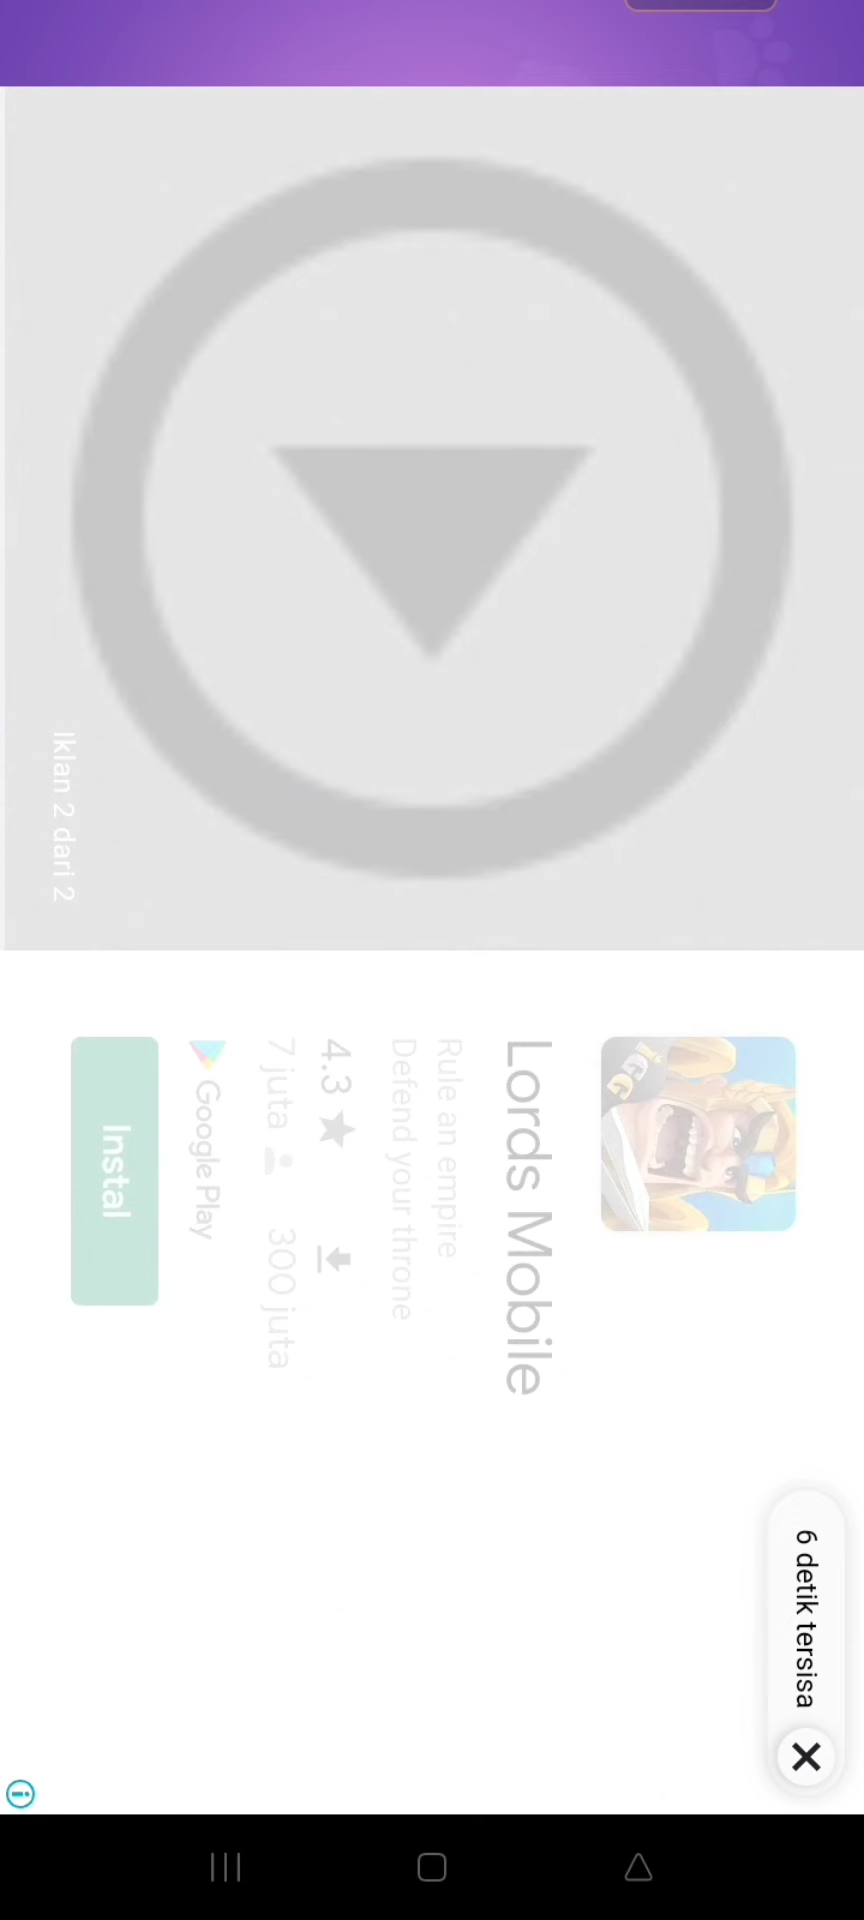 6 detik tersisa
Lords Mobile
Rule an empire
Defend your throne
4.3 ★
7 juta 300 juta
Google Play
Instal
Iklan 2 dari 2